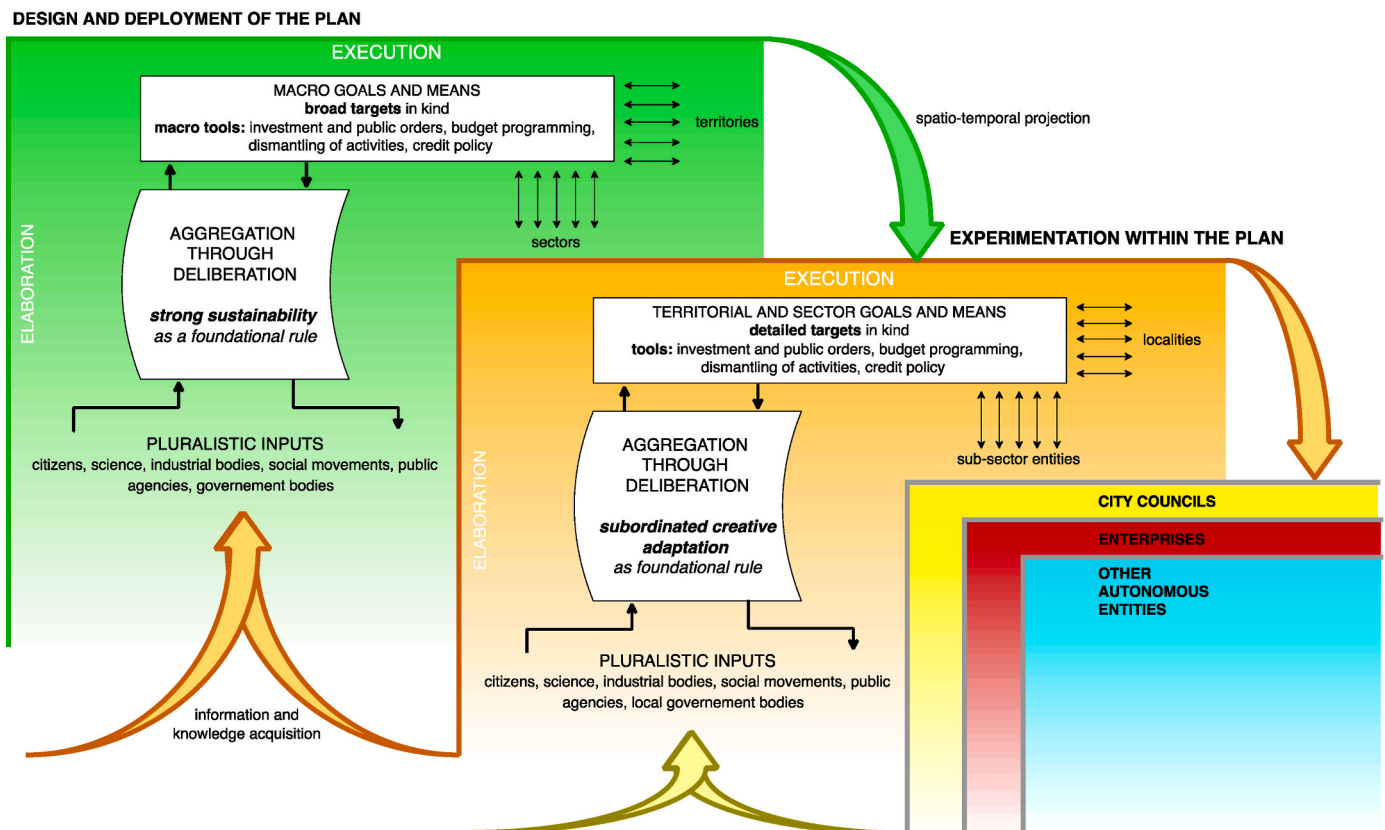 DESIGN AND DEPLOYMENT OF THE PLAN
EXECUTION
MACRO GOALS AND MEANS
broad targets in kind
macro tools: investment and public orders, budget programming,
dismantling of activities, credit policy
territories
sectors
spatio-temporal projection
ELABORATION
AGGREGATION
THROUGH
DELIBERATION
strong sustainability
as a foundational rule
PLURALISTIC INPUTS
citizens, science, industrial bodies, social movements, public
agencies, governement bodies
information and
knowledge acquisition
EXPERIMENTATION WITHIN THE PLAN
EXECUTION
TERRITORIAL AND SECTOR GOALS AND MEANS
detailed targets in kind
tools: investment and public orders, budget programming,
dismantling of activities, credit policy
localities
sub-sector entities
ELABORATION
AGGREGATION
THROUGH
DELIBERATION
subordinated creative
adaptation
as foundational rule
PLURALISTIC INPUTS
citizens, science, industrial bodies, social movements, public
agencies, local governement bodies
CITY COUNCILS
ENTERPRISES
OTHER
AUTONOMOUS
ENTITIES